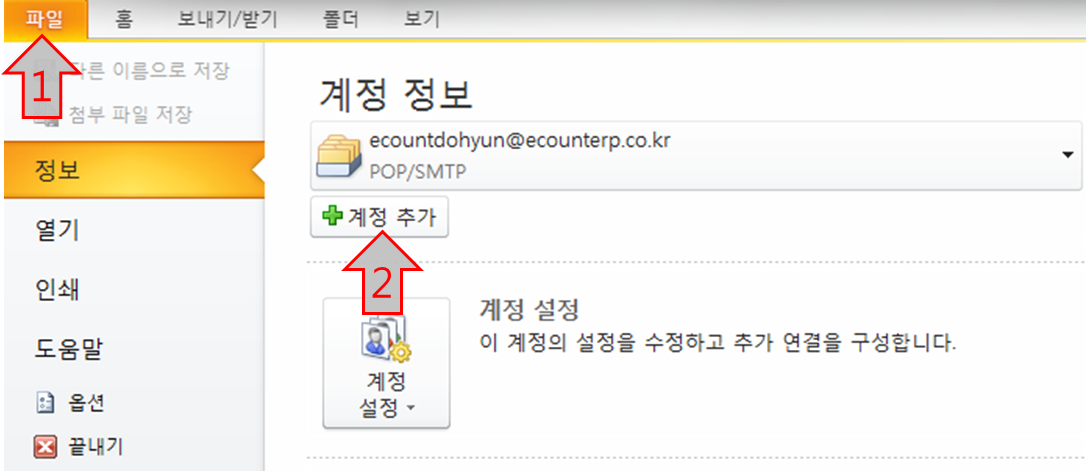 파일 홈 보내기/받기 폴더 보기
1
다른 이름으로 저장
첨부 파일 저장
정보
열기
인쇄
도움말
옵션
끝내기
계정 정보
ecountdohyun@ecounterp.co.kr
POP/SMTP
계정 추가
2
계정
설정
계정 설정
이 계정의 설정을 수정하고 추가 연결을 구성합니다.